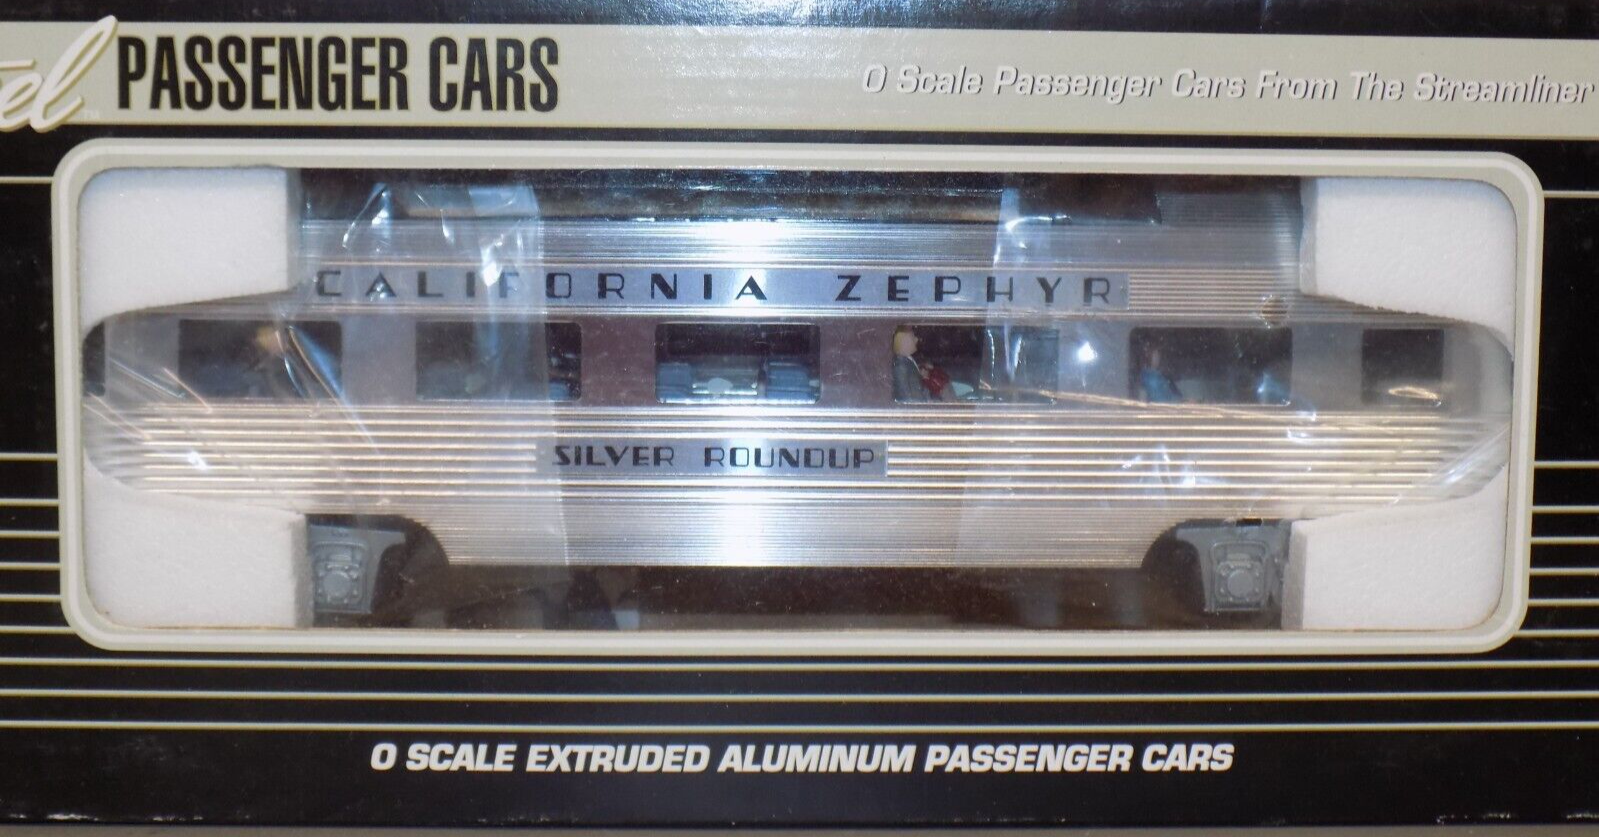 PASSENGER CARS
O Scale Passenger Cars From The Streamliner
CALIFORNIA ZEPHYR
SILVER ROUNDUP
O SCALE EXTRUDED ALUMINUM PASSENGER CARS